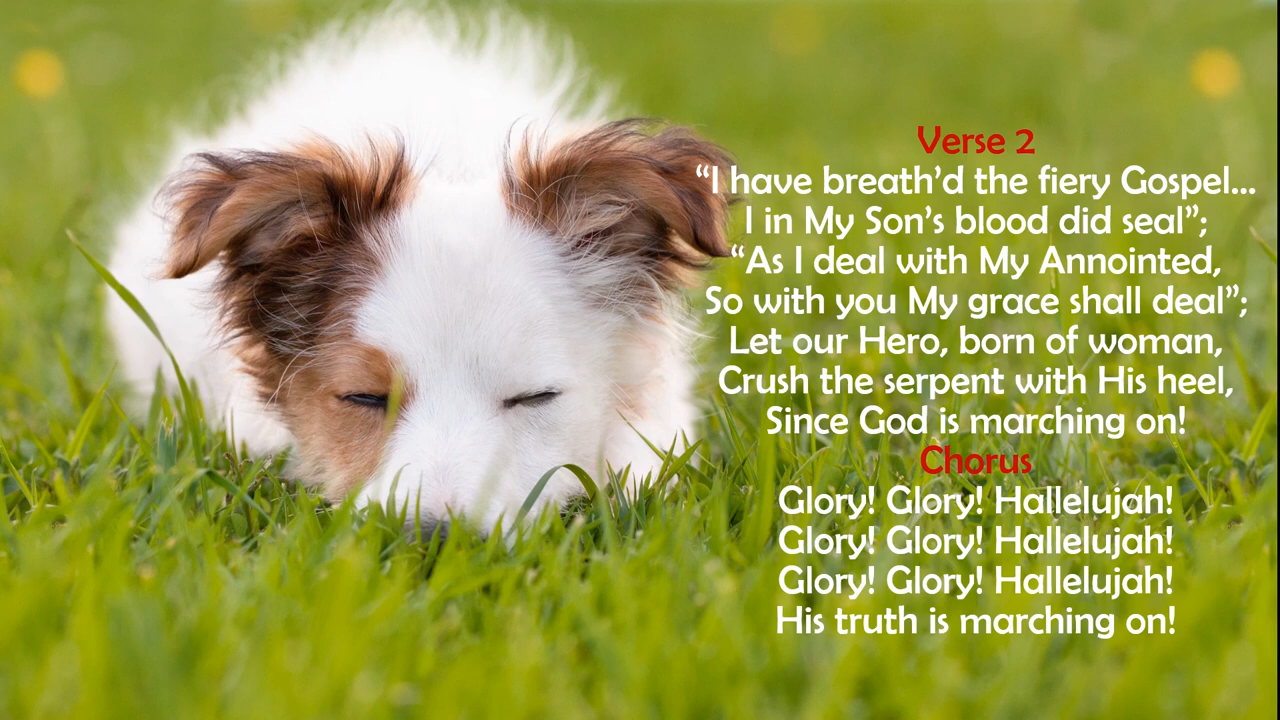 Verse 2
“I have breath’d the fiery Gospel...
I in My Son’s blood did seal”;
“As I deal with My Annointed,
So with you My grace shall deal”;
Let our Hero, born of woman,
Crush the serpent with His heel,
Since God is marching on!
Chorus
Glory! Glory! Hallelujah!
Glory! Glory! Hallelujah!
Glory! Glory! Hallelujah!
His truth is marching on!